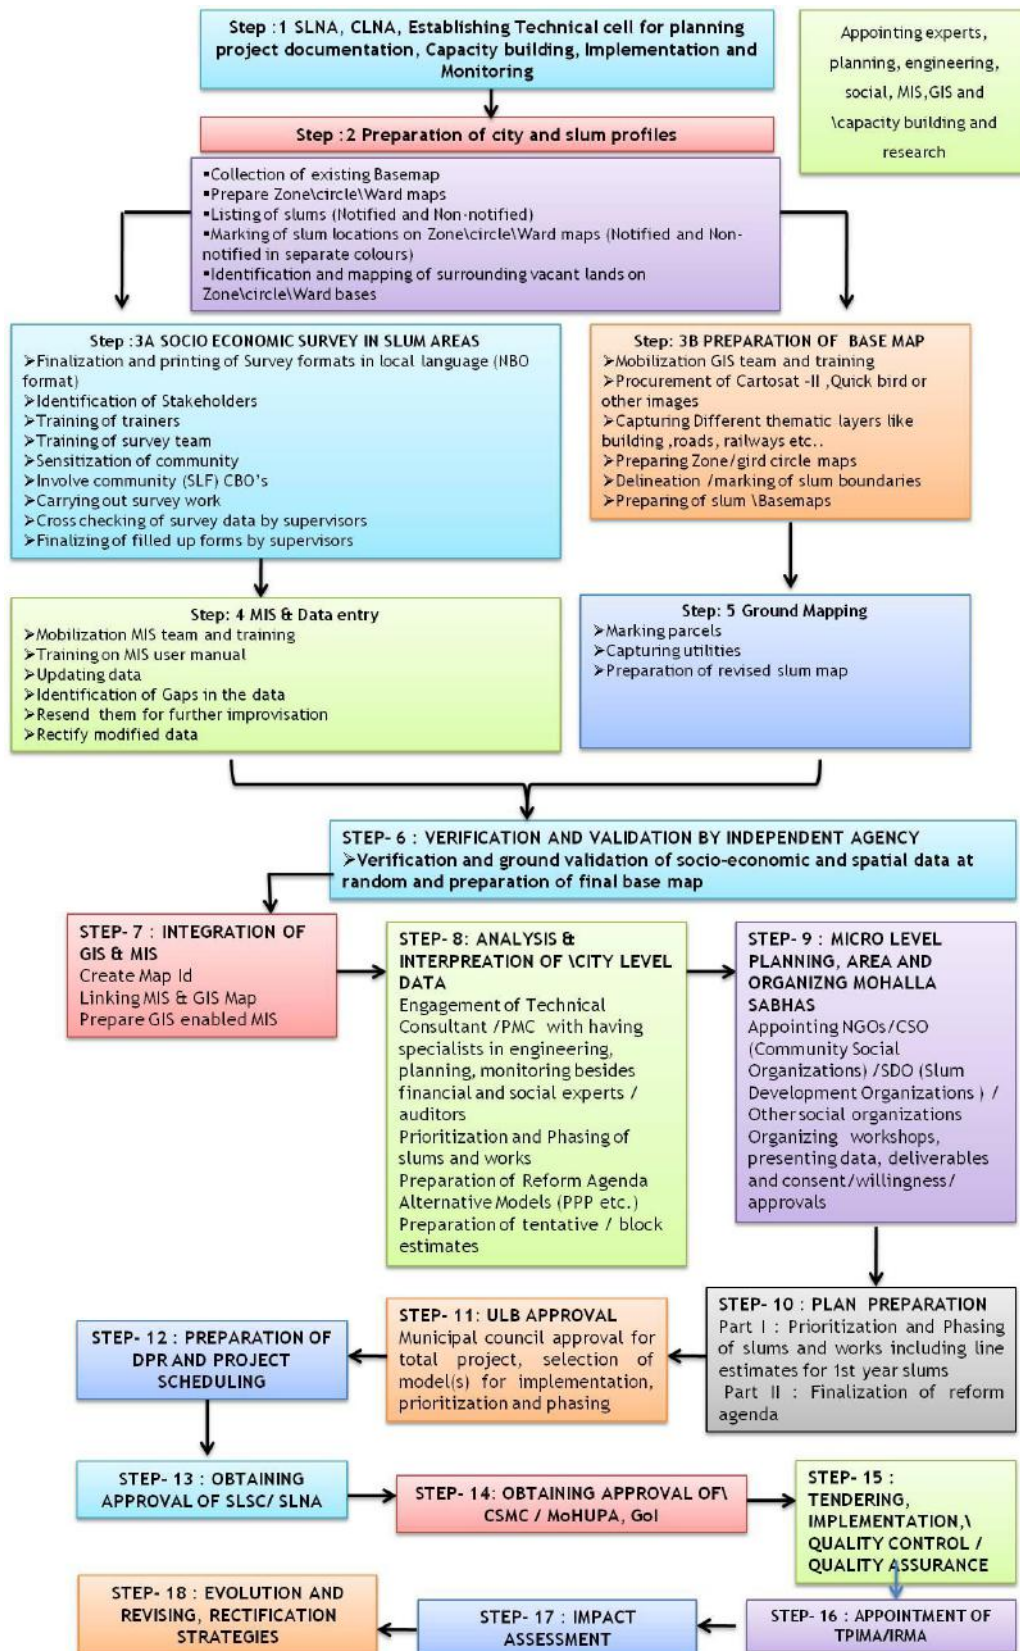 Step :1 SLNA, CLNA, Establishing Technical cell for planning
project documentation, Capacity building, Implementation and
Monitoring
Appointing experts,
planning, engineering,
social, MIS,GIS and
\capacity building and
research
Step :2 Preparation of city and slum profiles
▪Collection of existing Basemap
▪Prepare Zone\circle\Ward maps
▪Listing of slums (Notified and Non-notified)
▪Marking of slum locations on Zone\circle\Ward maps (Notified and Non-
notified in separate colours)
▪Identification and mapping of surrounding vacant lands on
Zone\circle\Ward bases
Step :3A SOCIO ECONOMIC SURVEY IN SLUM AREAS
➢Finalization and printing of Survey formats in local language (NBO
format)
➢Identification of Stakeholders
➢Training of trainers
➢Training of survey team
➢Sensitization of community
➢Involve community (SLF) CBO's
➢Carrying out survey work
➢Cross checking of survey data by supervisors
➢Finalizing of filled up forms by supervisors
Step: 3B PREPARATION OF BASE MAP
➢Mobilization GIS team and training
➢Procurement of Cartosat -II ,Quick bird or
other images
➢Capturing Different thematic layers like
building ,roads, railways etc..
➢Preparing Zone/gird circle maps
➢Delineation /marking of slum boundaries
➢Preparing of slum \Basemaps
Step: 4 MIS & Data entry
➢Mobilization MIS team and training
➢Training on MIS user manual
➢Updating data
➢Identification of Gaps in the data
➢Resend them for further improvisation
➢Rectify modified data
Step: 5 Ground Mapping
➢Marking parcels
➢Capturing utilities
➢Preparation of revised slum map
STEP- 6 : VERIFICATION AND VALIDATION BY INDEPENDENT AGENCY
➢Verification and ground validation of socio-economic and spatial data at
random and preparation of final base map
STEP- 7 : INTEGRATION OF
GIS & MIS
Create Map Id
Linking MIS & GIS Map
Prepare GIS enabled MIS
STEP-8: ANALYSIS &
INTERPREATION OF \CITY LEVEL
DATA
Engagement of Technical
Consultant /PMC with having
specialists in engineering,
planning, monitoring besides
financial and social experts /
auditors
Prioritization and Phasing of
slums and works
Preparation of Reform Agenda
Alternative Models (PPP etc.)
Preparation of tentative / block
estimates
STEP- 9 : MICRO LEVEL
PLANNING, AREA AND
ORGANIZNG MOHALLA
SABHAS
Appointing NGOs/CSO
(Community Social
Organizations) /SDO (Slum
Development Organizations ) /
Other social organizations
Organizing workshops,
presenting data, deliverables
and consent/willingness/
approvals
STEP- 10 : PLAN PREPARATION
Part I : Prioritization and Phasing
of slums and works including line
estimates for 1st year slums
Part II : Finalization of reform
agenda
STEP- 11: ULB APPROVAL
Municipal council approval for
total project, selection of
model(s) for implementation,
prioritization and phasing
STEP- 12 : PREPARATION OF
DPR AND PROJECT
SCHEDULING
STEP- 13 : OBTAINING
APPROVAL OF SLSC/ SLNA
STEP- 14: OBTAINING APPROVAL OF\
CSMC / MoHUPA, GoI
STEP- 15 :
TENDERING,
IMPLEMENTATION,\
QUALITY CONTROL /
QUALITY ASSURANCE
STEP- 16 : APPOINTMENT OF
TPIMA/IRMA
STEP- 17 : IMPACT
ASSESSMENT
STEP- 18 : EVOLUTION AND
REVISING, RECTIFICATION
STRATEGIES